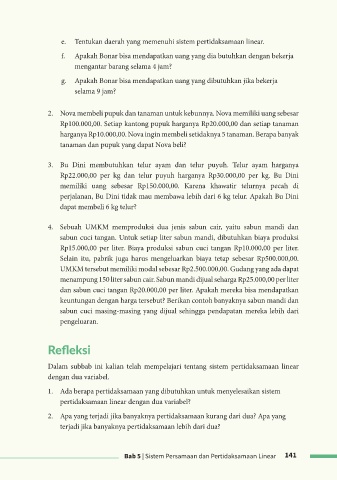 e. Tentukan daerah yang memenuhi sistem pertidaksamaan linear.
f. Apakah Bonar bisa mendapatkan uang yang dia butuhkan dengan bekerja
mengantar barang selama 4 jam?
g. Apakah Bonar bisa mendapatkan uang yang dibutuhkan jika bekerja
selama 9 jam?
2. Nova membeli pupuk dan tanaman untuk kebunnya. Nova memiliki uang sebesar
Rp100.000,00. Setiap kantong pupuk harganya Rp20.000,00 dan setiap tanaman
harganya Rp10.000,00. Nova ingin membeli setidaknya 5 tanaman. Berapa banyak
tanaman dan pupuk yang dapat Nova beli?
3. Bu Dini membutuhkan telur ayam dan telur puyuh. Telur ayam harganya
Rp22.000,00 per kg dan telur puyuh harganya Rp30.000,00 per kg. Bu Dini
memiliki uang sebesar Rp150.000,00. Karena khawatir telurnya pecah di
perjalanan, Bu Dini tidak mau membawa lebih dari 6 kg telur. Apakah Bu Dini
dapat membeli 6 kg telur?
4. Sebuah UMKM memproduksi dua jenis sabun cair, yaitu sabun mandi dan
sabun cuci tangan. Untuk setiap liter sabun mandi, dibutuhkan biaya produksi
Rp15.000,00 per liter. Biaya produksi sabun cuci tangan Rp10.000,00 per liter.
Selain itu, pabrik juga harus mengeluarkan biaya tetap sebesar Rp500.000,00.
UMKM tersebut memiliki modal sebesar Rp2.500.000,00. Gudang yang ada dapat
menampung 150 liter sabun cair. Sabun mandi dijual seharga Rp25.000,00 per liter
dan sabun cuci tangan Rp20.000,00 per liter. Apakah mereka bisa mendapatkan
keuntungan dengan harga tersebut? Berikan contoh banyaknya sabun mandi dan
sabun cuci masing-masing yang dijual sehingga pendapatan mereka lebih dari
pengeluaran.
Refleksi
Dalam subbab ini kalian telah mempelajari tentang sistem pertidaksamaan linear
dengan dua variabel.
1. Ada berapa pertidaksamaan yang dibutuhkan untuk menyelesaikan sistem
pertidaksamaan linear dengan dua variabel?
2. Apa yang terjadi jika banyaknya pertidaksamaan kurang dari dua? Apa yang
terjadi jika banyaknya pertidaksamaan lebih dari dua?
Bab 5 | Sistem Persamaan dan Pertidaksamaan Linear 141